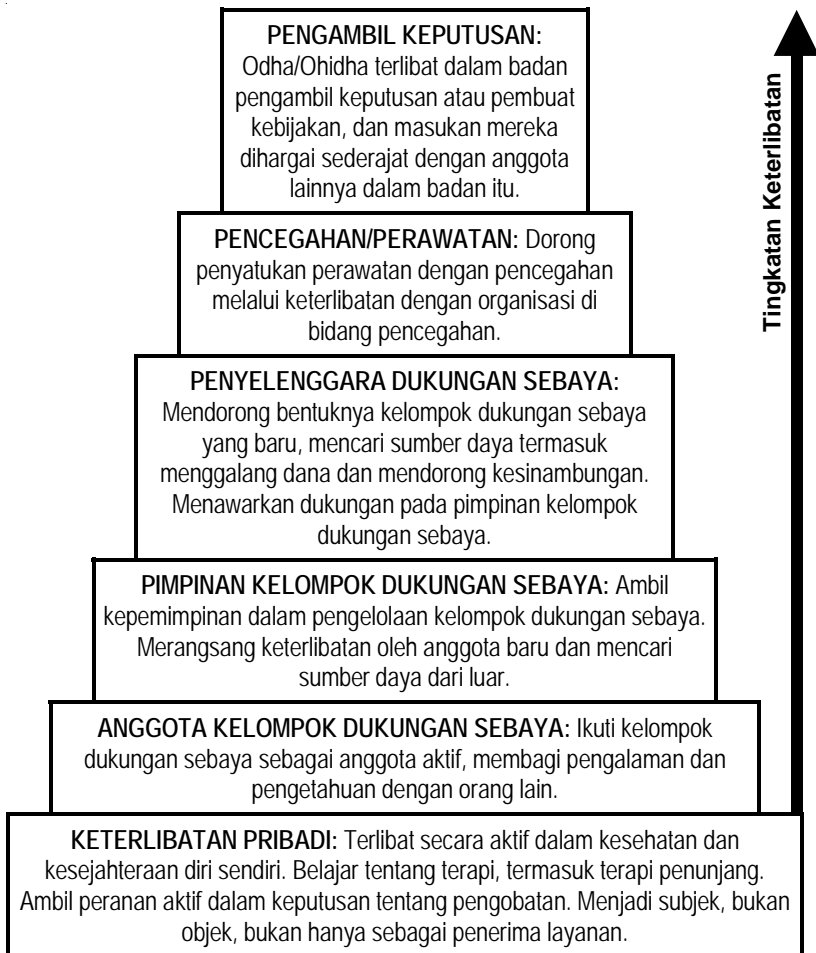 PENGAMBIL KEPUTUSAN:
Odha/Ohidha terlibat dalam badan
pengambil keputusan atau pembuat
kebijakan, dan masukan mereka
dihargai sederajat dengan anggota
lainnya dalam badan itu.
PENCEGAHAN/PERAWATAN: Dorong
penyatukan perawatan dengan pencegahan
melalui keterlibatan dengan organisasi di
bidang pencegahan.
PENYELENGGARA DUKUNGAN SEBAYA:
Mendorong bentuknya kelompok dukungan sebaya
yang baru, mencari sumber daya termasuk
menggalang dana dan mendorong kesinambungan.
Menawarkan dukungan pada pimpinan kelompok
dukungan sebaya.
PIMPINAN KELOMPOK DUKUNGAN SEBAYA: Ambil
kepemimpinan dalam pengelolaan kelompok dukungan sebaya.
Merangsang keterlibatan oleh anggota baru dan mencari
sumber daya dari luar.
ANGGOTA KELOMPOK DUKUNGAN SEBAYA: Ikuti kelompok
dukungan sebaya sebagai anggota aktif, membagi pengalaman dan
pengetahuan dengan orang lain.
KETERLIBATAN PRIBADI: Terlibat secara aktif dalam kesehatan dan
kesejahteraan diri sendiri. Belajar tentang terapi, termasuk terapi penunjang.
Ambil peranan aktif dalam keputusan tentang pengobatan. Menjadi subjek, bukan
objek, bukan hanya sebagai penerima layanan.
Tingkatan Keterlibatan